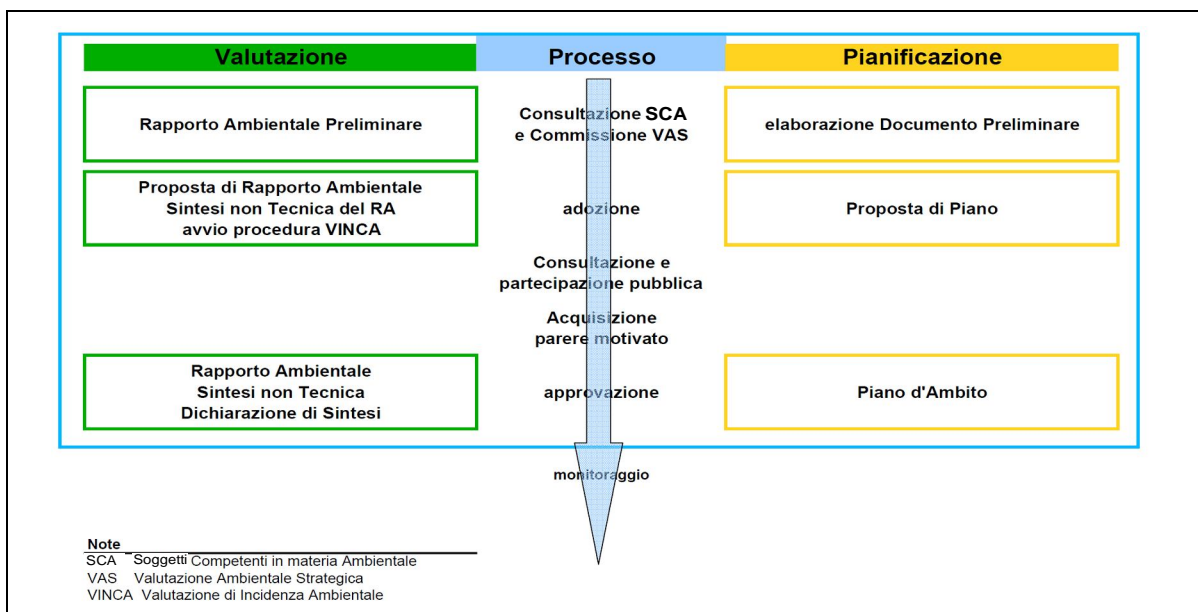 Valutazione
Processo
Pianificazione
Rapporto Ambientale Preliminare
Consultazione SCA
e Commissione VAS
elaborazione Documento Preliminare
Proposta di Rapporto Ambientale
Sintesi non Tecnica del RA
avvio procedura VINCA
adozione
Proposta di Piano
Consultazione e
partecipazione pubblica
Acquisizione
parere motivato
Rapporto Ambientale
Sintesi non Tecnica
Dichiarazione di Sintesi
approvazione
Piano d'Ambito
monitoraggio
Note
SCA Soggetti Competenti in materia Ambientale
VAS Valutazione Ambientale Strategica
VINCA Valutazione di Incidenza Ambientale